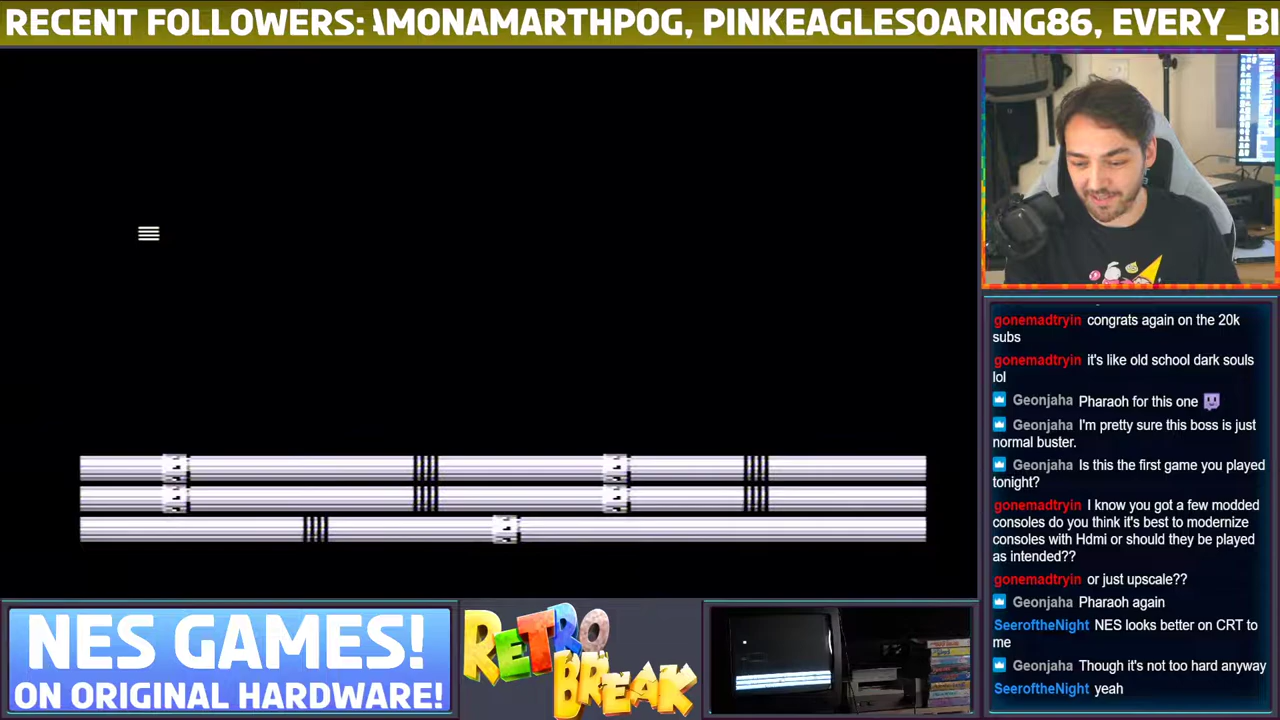 RECENT FOLLOWERS: AMONAMARTHPOG, PINKEAGLESOARING86, EVERY_
gonemadtryin congrats again on the 20k
subs
gonemadtryin it's like old school dark souls
lol
Geonjaha Pharaoh for this one
Geonjaha I'm pretty sure this boss is just
normal buster.
Geonjaha Is this the first game you played
tonight?
gonemadtryin I know you got a few modded
consoles do you think it's best to modernize
consoles with Hdmi or should they be played
as intended??
gonemadtryin or just upscale??
Geonjaha Pharaoh again
SeeroftheNight NES looks better on CRT to
me
Geonjaha Though it's not too hard anyway
SeeroftheNight yeah
NES GAMES!
ON ORIGINAL HARDWARE!
RETRO
BREAK